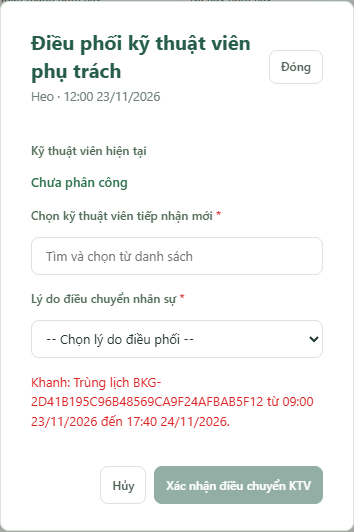 Điều phối kỹ thuật viên
phụ trách
Đóng
Heo · 12:00 23/11/2026
Kỹ thuật viên hiện tại
Chưa phân công
Chọn kỹ thuật viên tiếp nhận mới *
Tìm và chọn từ danh sách
Lý do điều chuyển nhân sự *
-- Chọn lý do điều phối --
Khanh: Trùng lịch BKG-
2D41B195C96B48569CA9F24AFBAB5F12 từ 09:00
23/11/2026 đến 17:40 24/11/2026.
Hủy
Xác nhận điều chuyển KTV